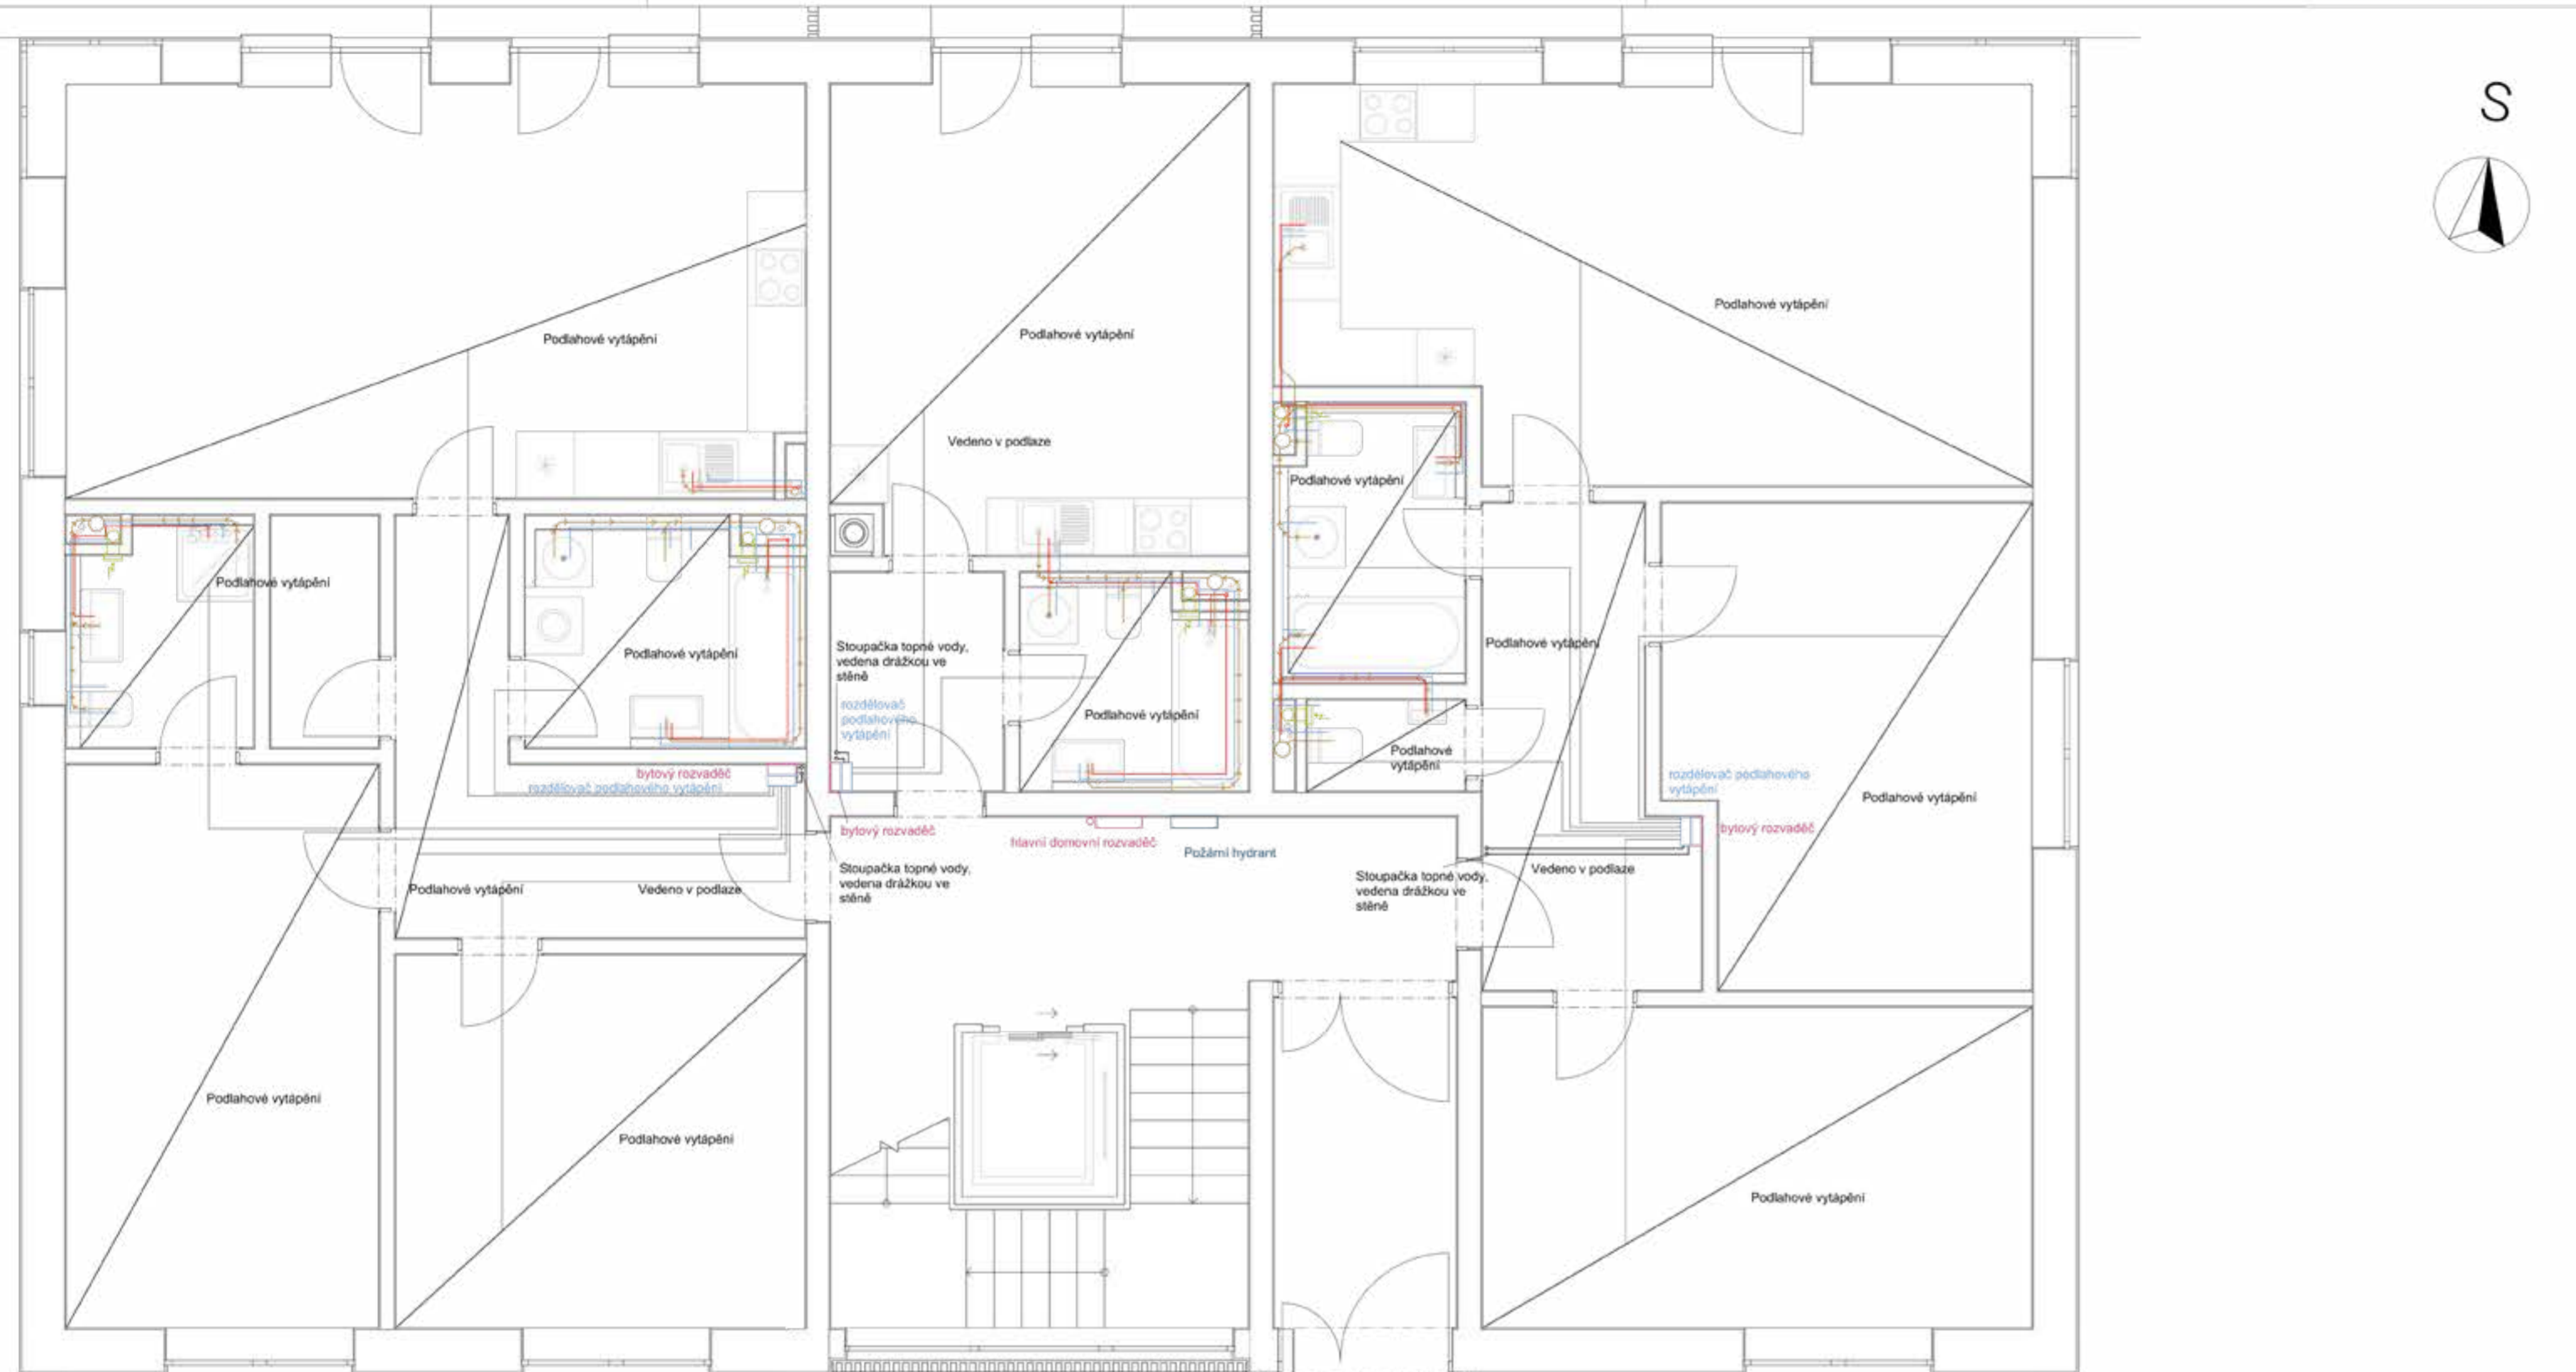 S
Podlahové vytápění
Podlahové vytápění
Podlahové vytápění
Vedeno v podlaze
Podlahové vytápění
Podlahové vytápění
Podlahové vytápění
Stoupačka topné vody,
vedena drážkou ve
stěně
rozdělovač
podlahového
vytápění
Podlahové vytápění
Podlahové vytápění
Podlahové
vytápění
bytový rozvaděč
rozdělovač podlahového vytápění
rozdělovač podlahového
vytápění
Podlahové vytápění
bytový rozvaděč
hlavní domovní rozvaděč
Požární hydrant
bytový rozvaděč
Stoupačka topné vody,
vedena drážkou ve
stěně
Stoupačka topné vody,
vedena drážkou ve
stěně
Vedeno v podlaze
Podlahové vytápění
Vedeno v podlaze
Podlahové vytápění
Podlahové vytápění
Podlahové vytápění